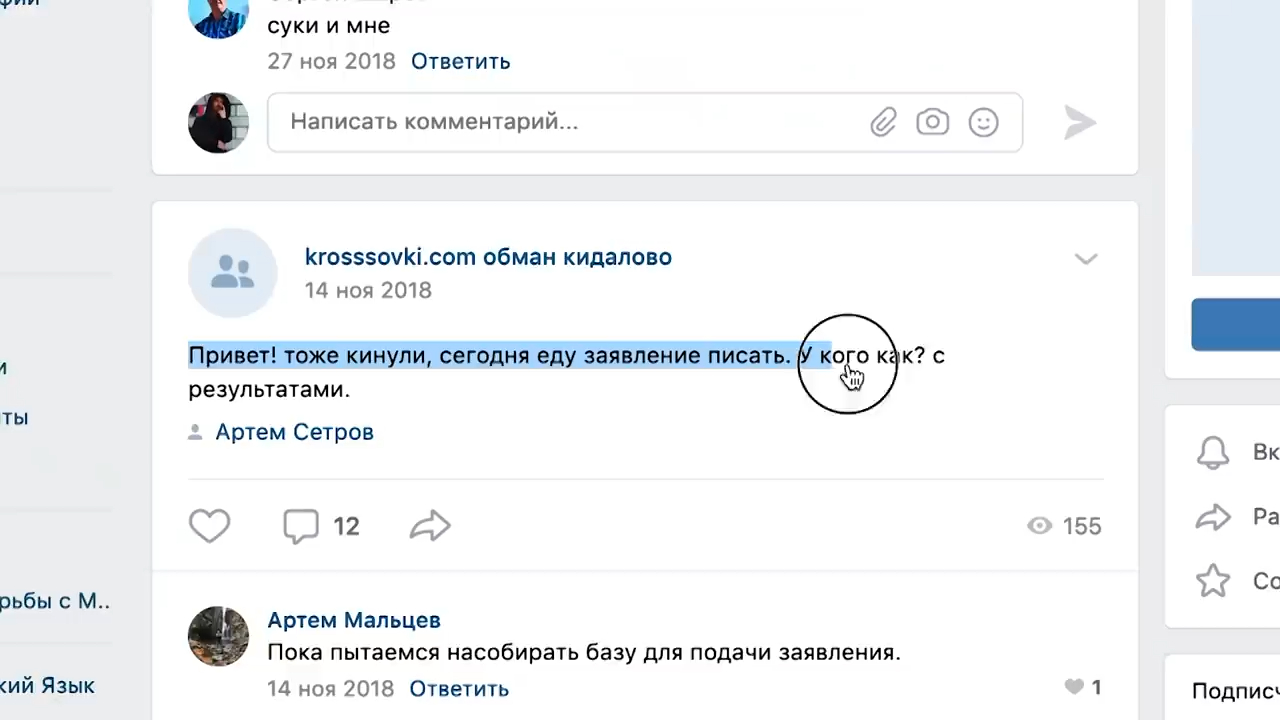 суки и мне
27 ноя 2018 Ответить
Написать комментарий...
krosssovki.com обман кидалово
14 ноя 2018
Привет! тоже кинули, сегодня еду заявление писать. У кого как? с
результатами.
Артем Сетров
12
155
Артем Мальцев
Пока пытаемся насобирать базу для подачи заявления.
14 ноя 2018 Ответить
1
рьбы с М..
кий Язык
ты
и
Вк
Ра
Со
Подписч